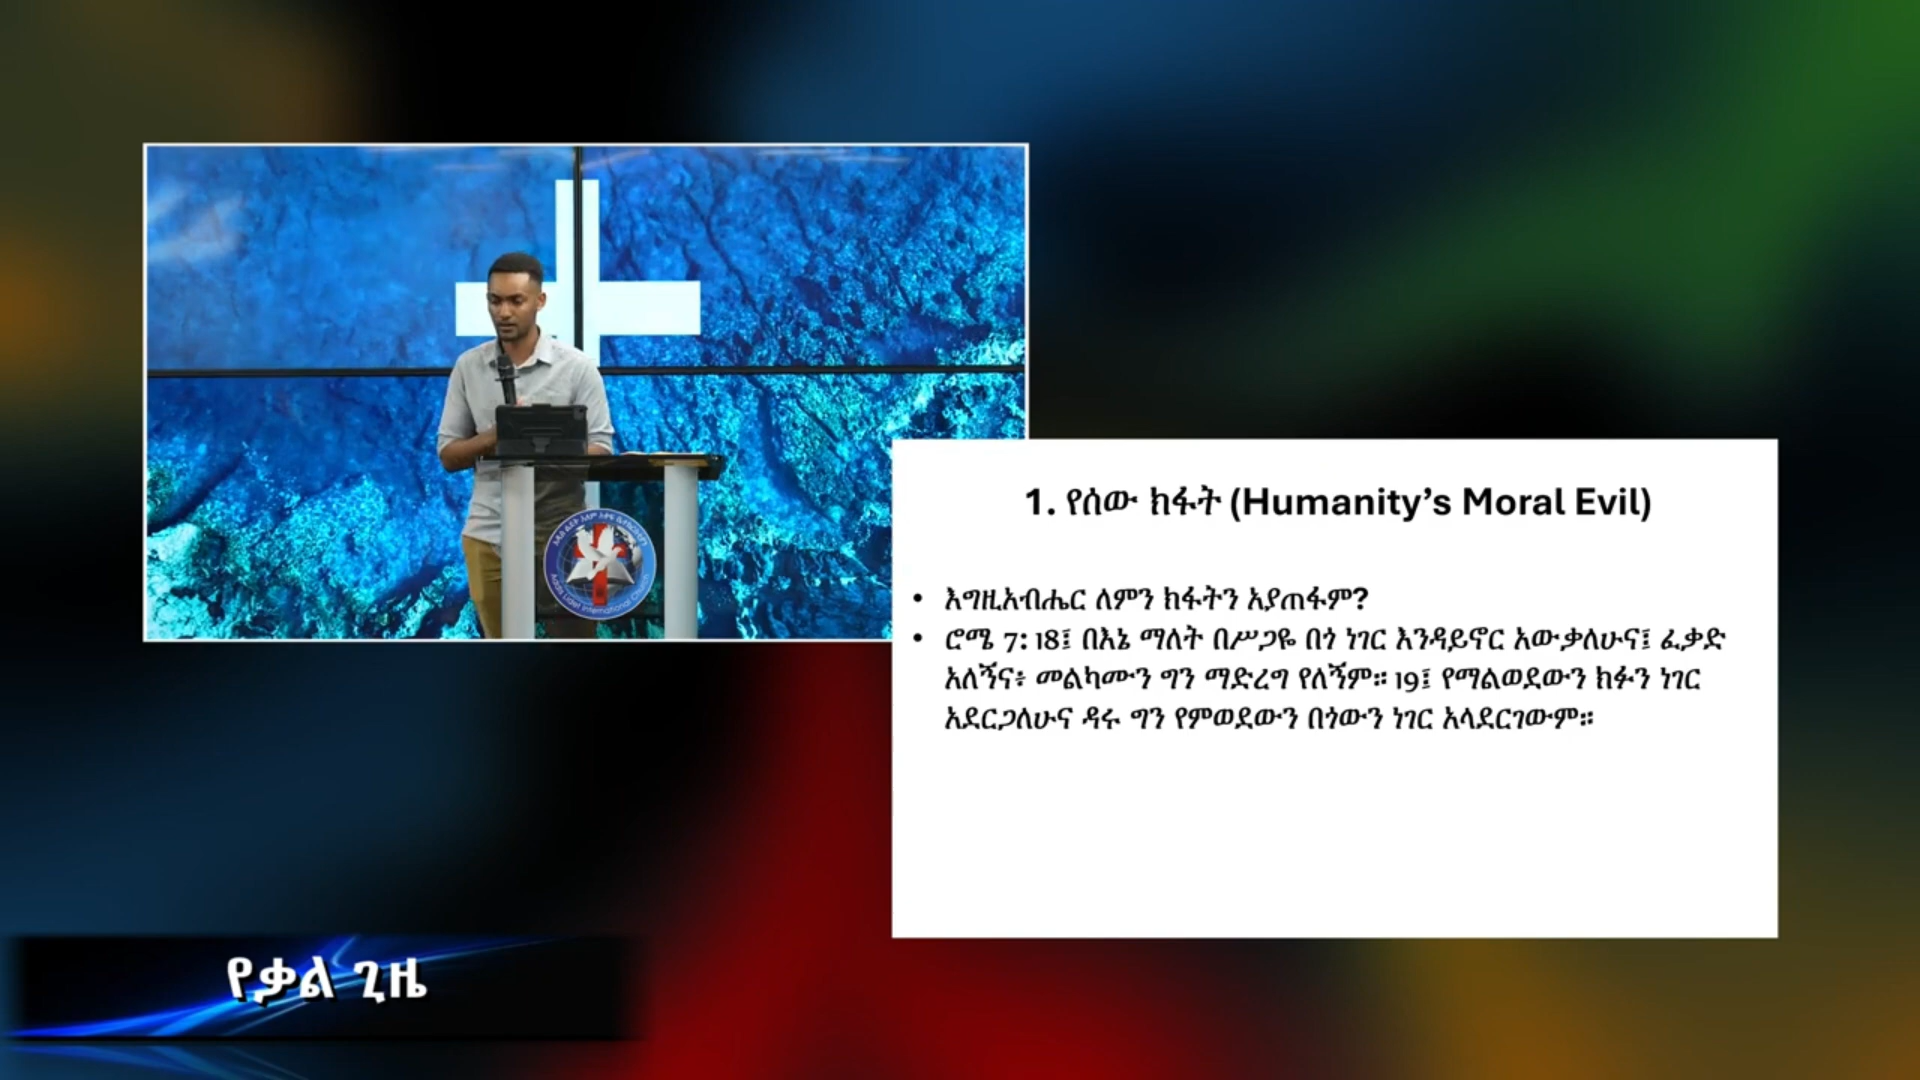 1. የሰው ክፋት (Humanity’s Moral Evil)
• እግዚአብሔር ለምን ክፋትን አያጠፋም?
• ሮሜ 7: 18፤ በእኔ ማለት በሥጋዬ በጎ ነገር እንዳይኖር አውቃለሁና፤ ፈቃድ
አለኝና፥ መልካሙን ግን ማድረግ የለኝም። 19፤ የማልወደውን ክፉን ነገር
አደርጋለሁና ዳሩ ግን የምወደውን በጎውን ነገር አላደርገውም።
የቃል ጊዜ